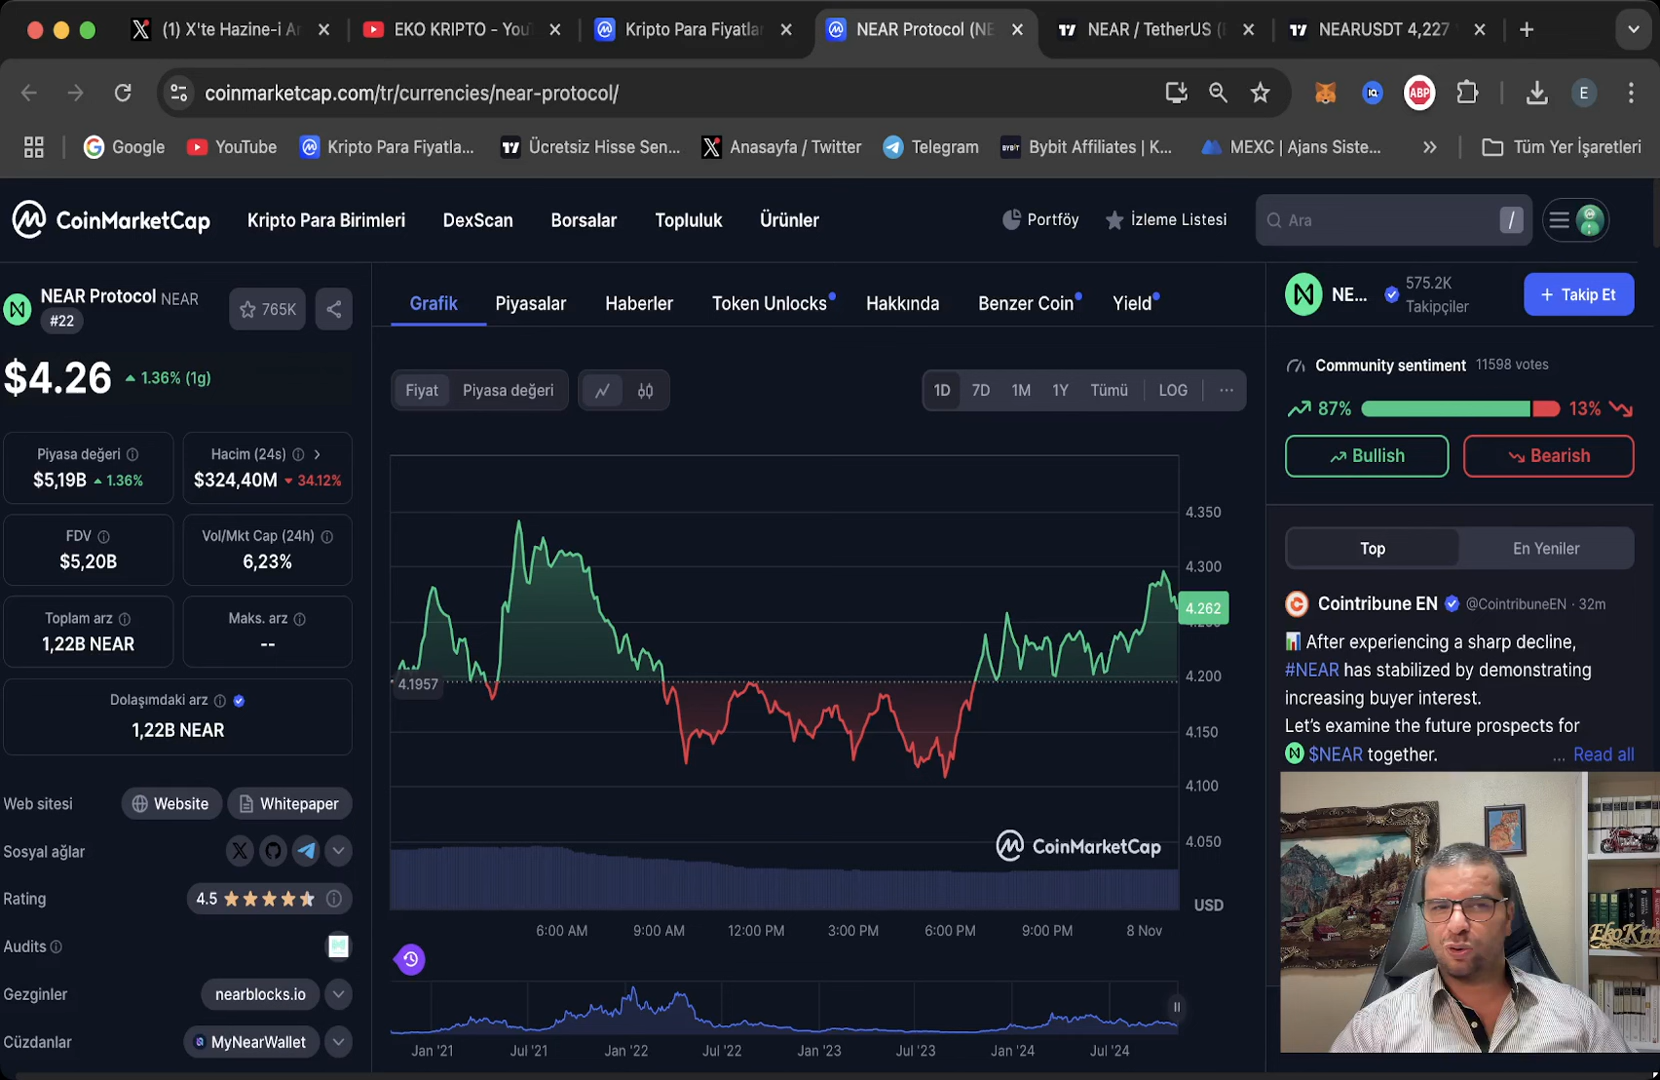 (1) X'te Hazine-i Ar
EKO KRIPTO - You
Kripto Para Fiyatlar
NEAR Protocol (NE
NEAR / TetherUS (
NEARUSDT 4,227
coinmarketcap.com/tr/currencies/near-protocol/
IQ
ABP
E
Google
YouTube
Kripto Para Fiyatla...
Ücretsiz Hisse Sen...
Anasayfa / Twitter
Telegram
BYBIT
Bybit Affiliates | K...
MEXC | Ajans Siste...
Tüm Yer İşaretleri
CoinMarketCap
Kripto Para Birimleri
DexScan
Borsalar
Topluluk
Ürünler
Portföy
İzleme Listesi
Ara
/
NEAR Protocol NEAR
#22
765K
$4.26
1.36% (1g)
Piyasa değeri
$5,19B 1.36%
Hacim (24s)
$324,40M 34.12%
FDV
$5,20B
Vol/Mkt Cap (24h)
6,23%
Toplam arz
1,22B NEAR
Maks. arz
--
Dolaşımdaki arz
1,22B NEAR
Web sitesi
Website
Whitepaper
Sosyal ağlar
Rating
4.5
Audits
Gezginler
nearblocks.io
Cüzdanlar
MyNearWallet
Grafik
Piyasalar
Haberler
Token Unlocks
Hakkında
Benzer Coin
Yield
Fiyat
Piyasa değeri
1D
7D
1M
1Y
Tümü
LOG
...
4.350
4.300
4.262
4.200
4.1957
4.150
4.100
4.050
CoinMarketCap
USD
6:00 AM
9:00 AM
12:00 PM
3:00 PM
6:00 PM
9:00 PM
8 Nov
Jan '21
Jul '21
Jan '22
Jul '22
Jan '23
Jul '23
Jan '24
Jul '24
NE...
575.2K
Takipçiler
+ Takip Et
Community sentiment 11598 votes
87%
13%
Bullish
Bearish
Top
En Yeniler
Cointribune EN @CointribuneEN · 32m
After experiencing a sharp decline,
#NEAR has stabilized by demonstrating
increasing buyer interest.
Let's examine the future prospects for
$NEAR together.
... Read all